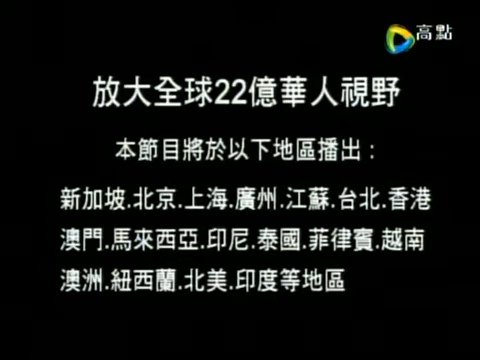 高點
放大全球22億華人視野
本節目將於以下地區播出：
新加坡.北京.上海.廣州.江蘇.台北.香港
澳門.馬來西亞.印尼.泰國.菲律賓.越南
澳洲.紐西蘭.北美.印度等地區